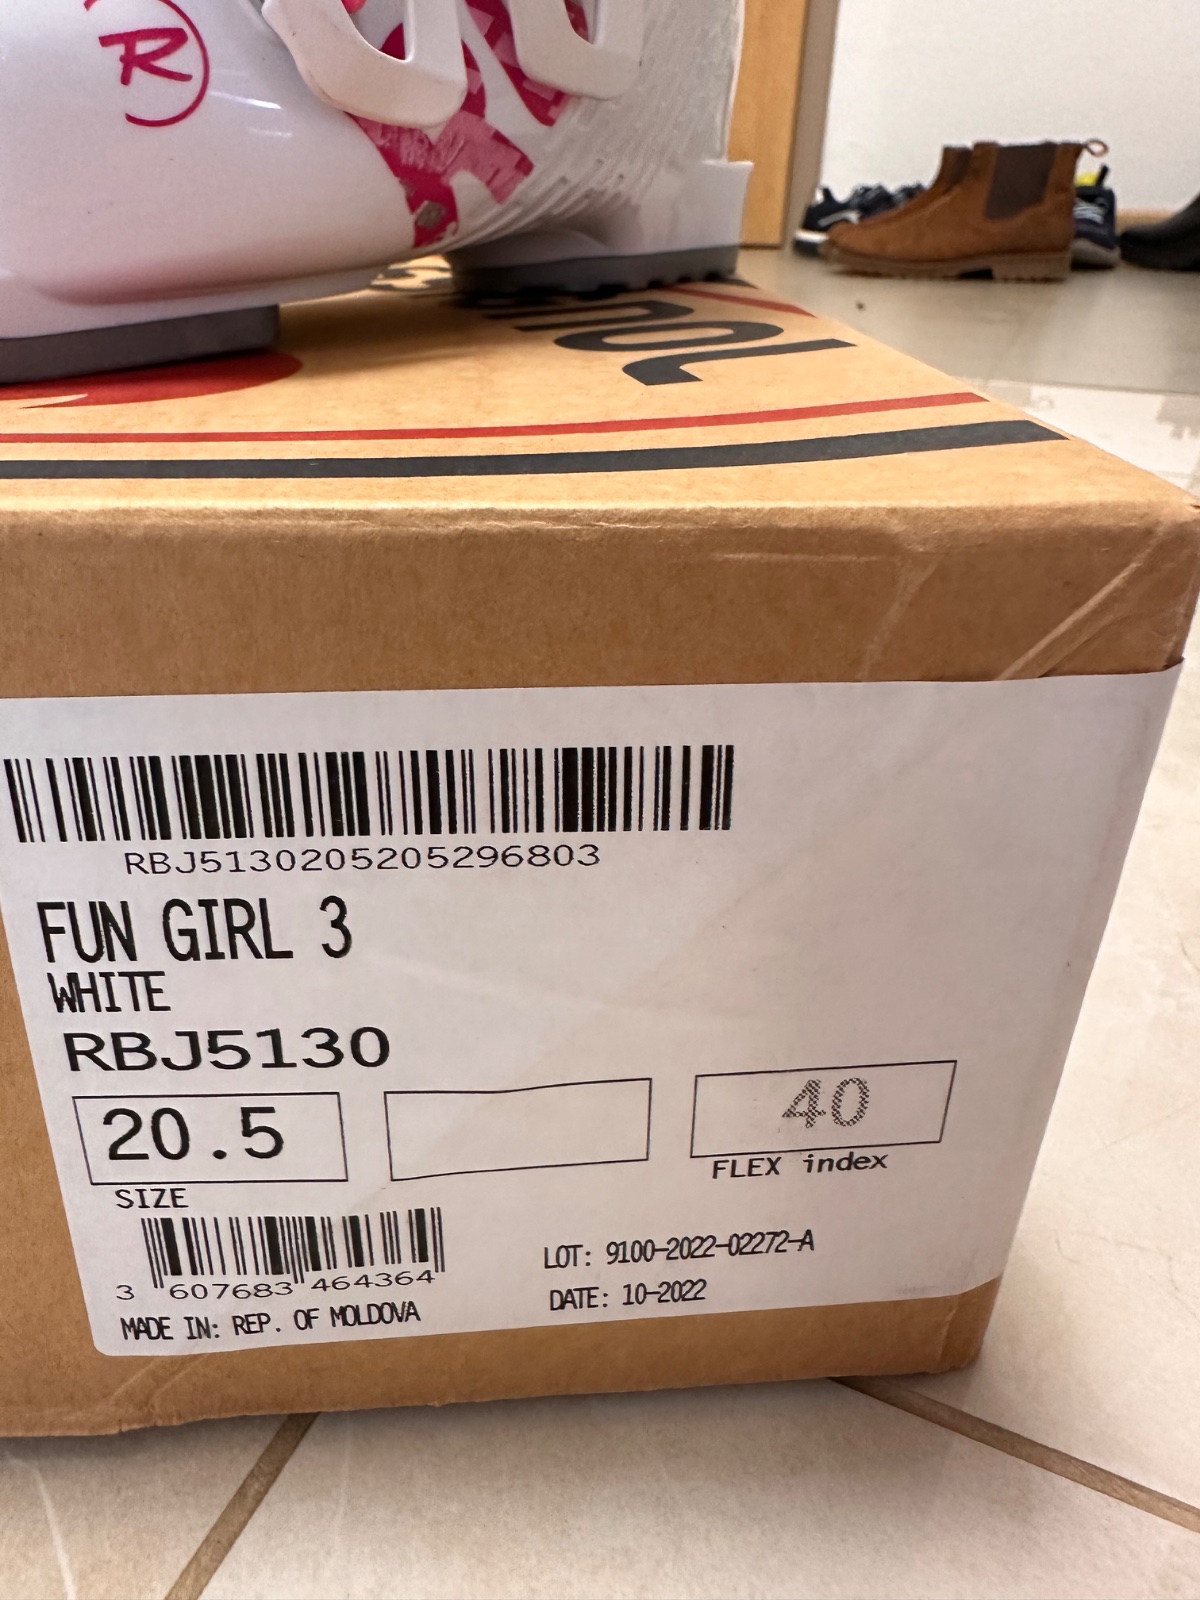 R
RBJ5130205205296803
FUN GIRL 3
WHITE
RBJ5130
20.5
40
SIZE
FLEX index
3 607683 464364
LOT: 9100-2022-02272-A
DATE: 10-2022
MADE IN: REP. OF MOLDOVA